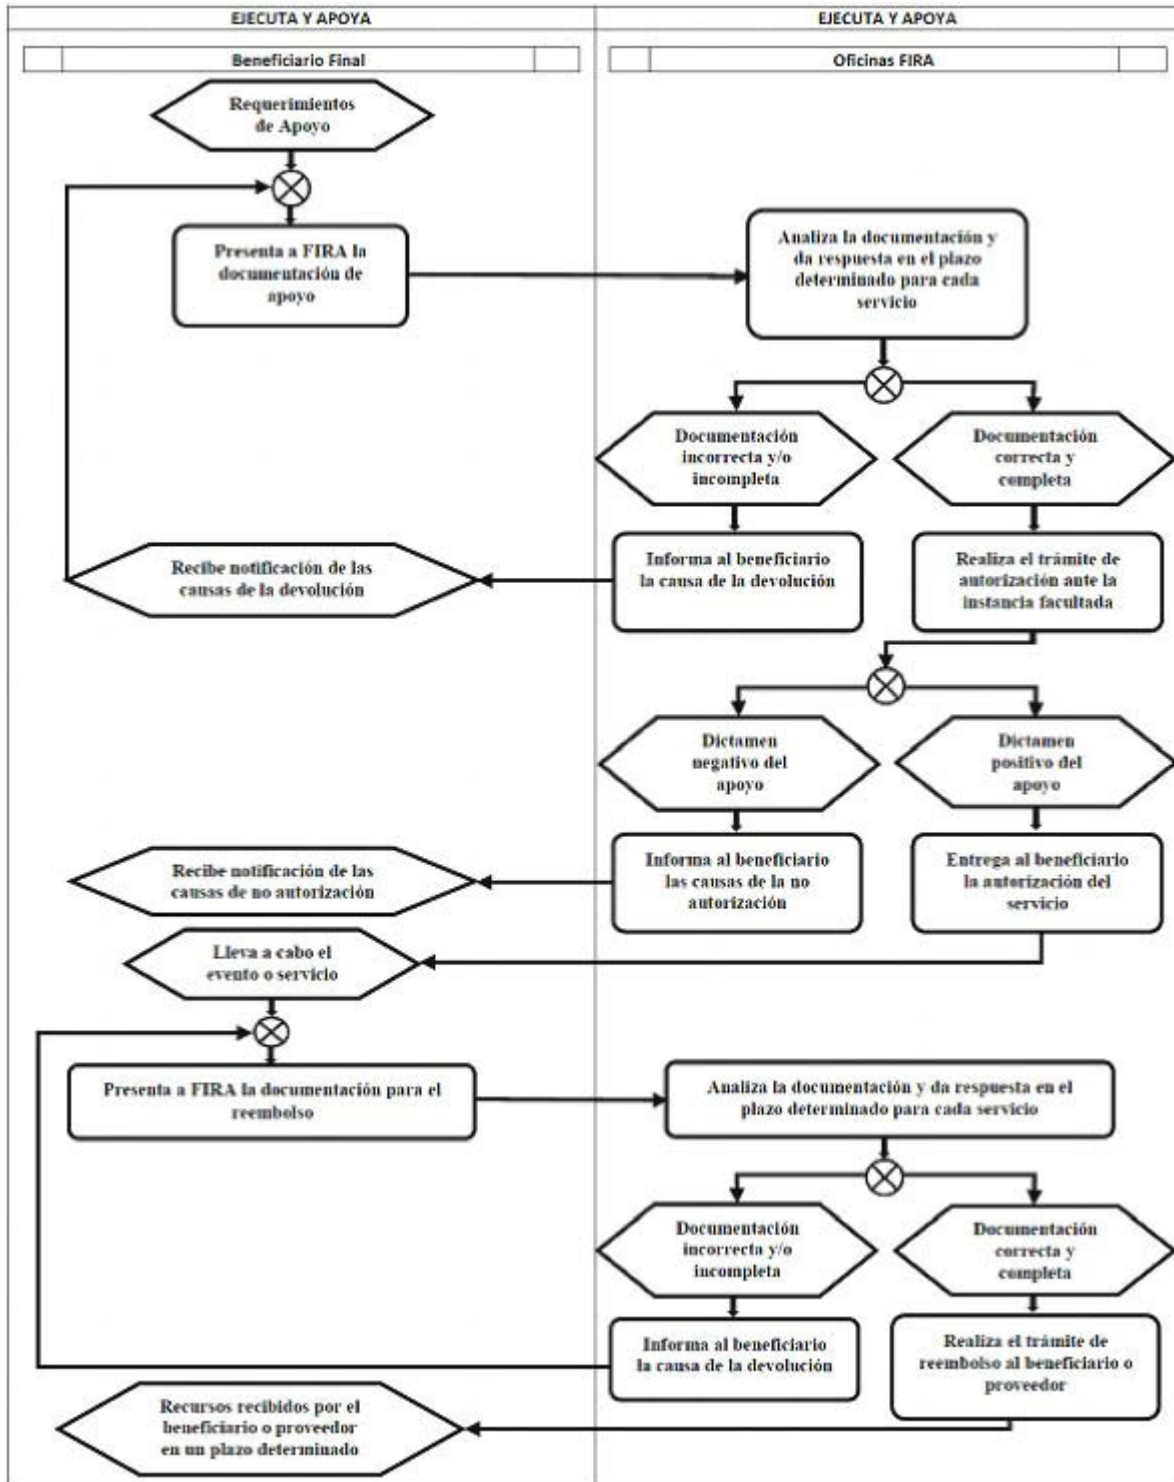 EJECUTA Y APOYA
EJECUTA Y APOYA
Beneficiario Final
Oficinas FIRA
Requerimientos
de Apoyo
Presenta a FIRA la
documentación de
apoyo
Analiza la documentación y
da respuesta en el plazo
determinado para cada
servicio
Documentación
incorrecta y/o
incompleta
Documentación
correcta y
completa
Informa al beneficiario
la causa de la devolución
Realiza el trámite de
autorización ante la
instancia facultada
Recibe notificación de las
causas de la devolución
Dictamen
negativo del
apoyo
Dictamen
positivo del
apoyo
Informa al beneficiario
las causas de la no
autorización
Entrega al beneficiario
la autorización del
servicio
Recibe notificación de las
causas de no autorización
Lleva a cabo el
evento o servicio
Presenta a FIRA la documentación para el
reembolso
Analiza la documentación y da respuesta en el
plazo determinado para cada servicio
Documentación
incorrecta y/o
incompleta
Documentación
correcta y
completa
Informa al beneficiario
la causa de la devolución
Realiza el trámite de
reembolso al beneficiario o
proveedor
Recursos recibidos por el
beneficiario o proveedor
en un plazo determinado